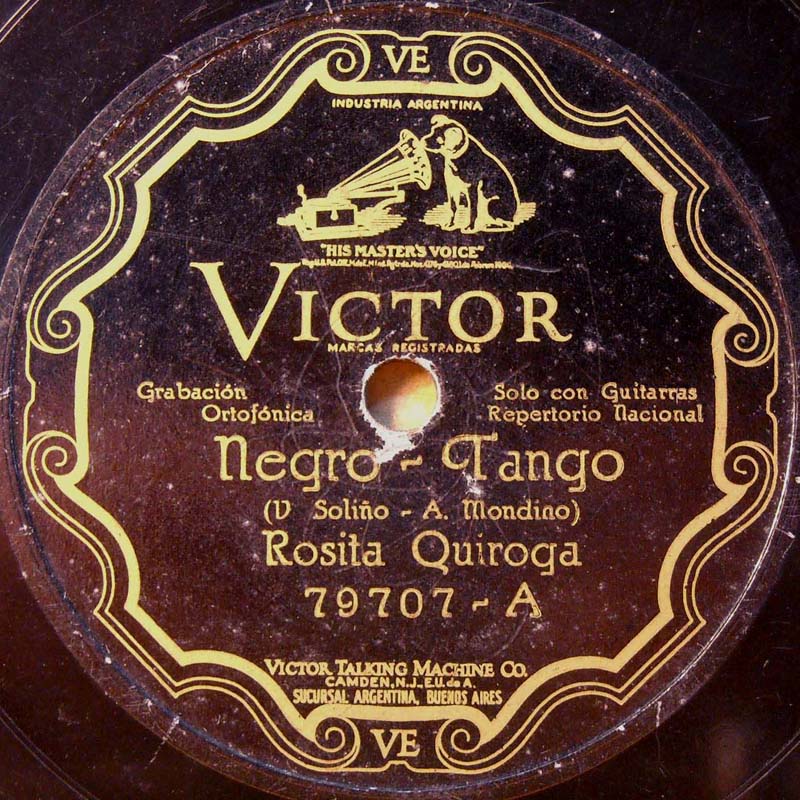 VE
INDUSTRIA ARGENTINA
"HIS MASTER'S VOICE"
VICTOR
MARCAS REGISTRADAS
Grabación
Ortofónica
Solo con Guitarras
Repertorio Nacional
Negro - Tango
(V Soliño - A. Mondino)
Rosita Quiroga
79707 - A
VICTOR TALKING MACHINE CO.
CAMDEN, N.J., E.U. de A.
SUCURSAL ARGENTINA, BUENOS AIRES
VE